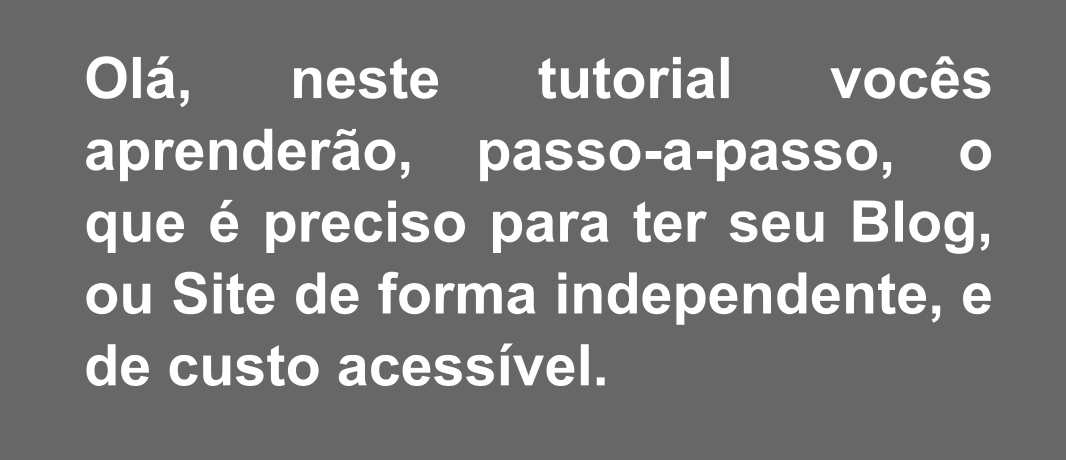 Olá, neste tutorial vocês
aprenderão, passo-a-passo, o
que é preciso para ter seu Blog,
ou Site de forma independente, e
de custo acessível.